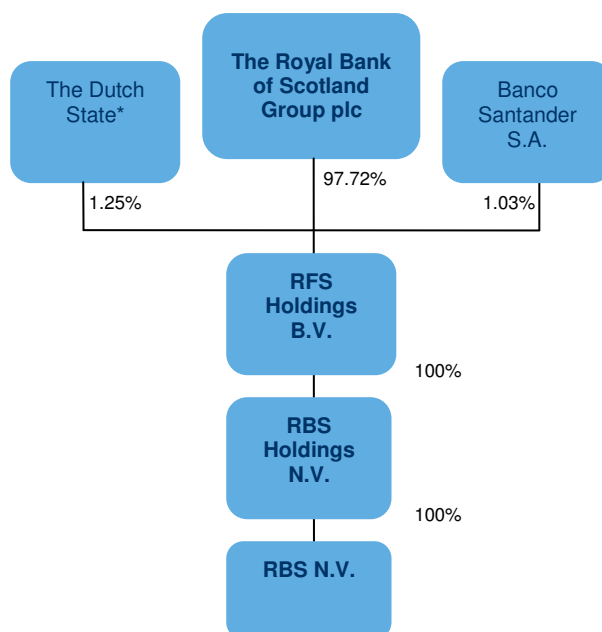 The Dutch
State*
The Royal Bank
of Scotland
Group plc
Banco
Santander
S.A.
1.25%
97.72%
1.03%
RFS
Holdings
B.V.
100%
RBS
Holdings
N.V.
100%
RBS N.V.